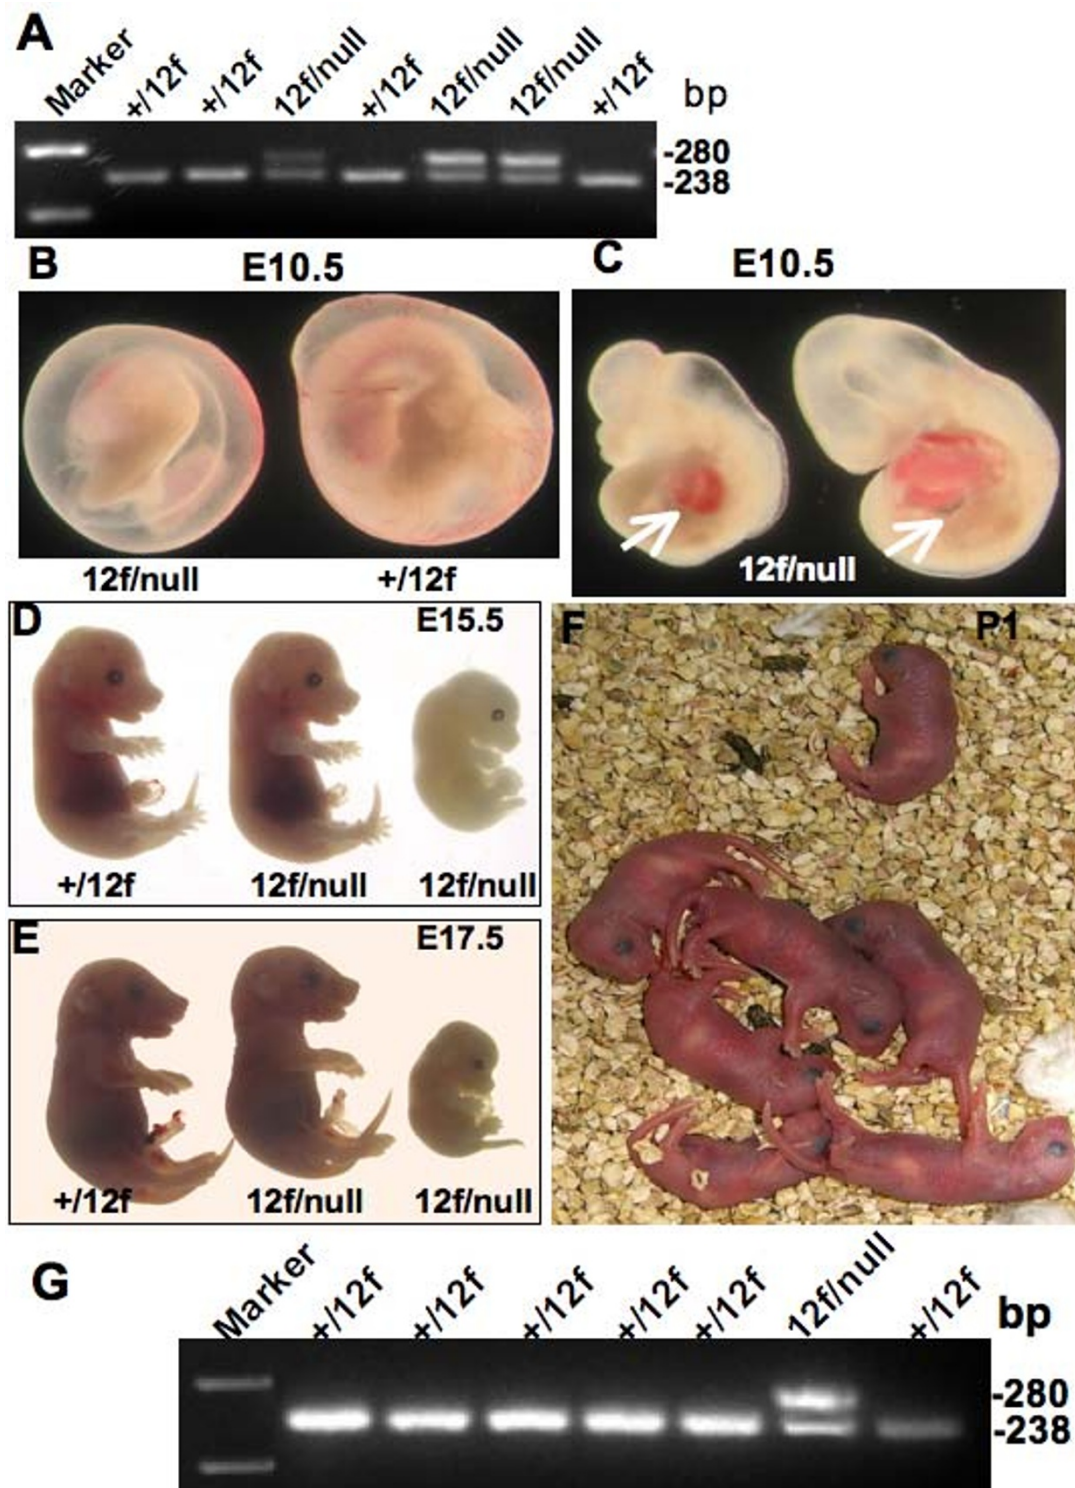 A
Marker +/12f +/12f 12f/null +/12f 12f/null 12f/null +/12f bp
-280
-238
B E10.5
C E10.5
12f/null +/12f
12f/null
D E15.5
+/12f 12f/null 12f/null
E E17.5
+/12f 12f/null 12f/null
F P1
G
Marker +/12f +/12f +/12f +/12f +/12f 12f/null +/12f bp
-280
-238